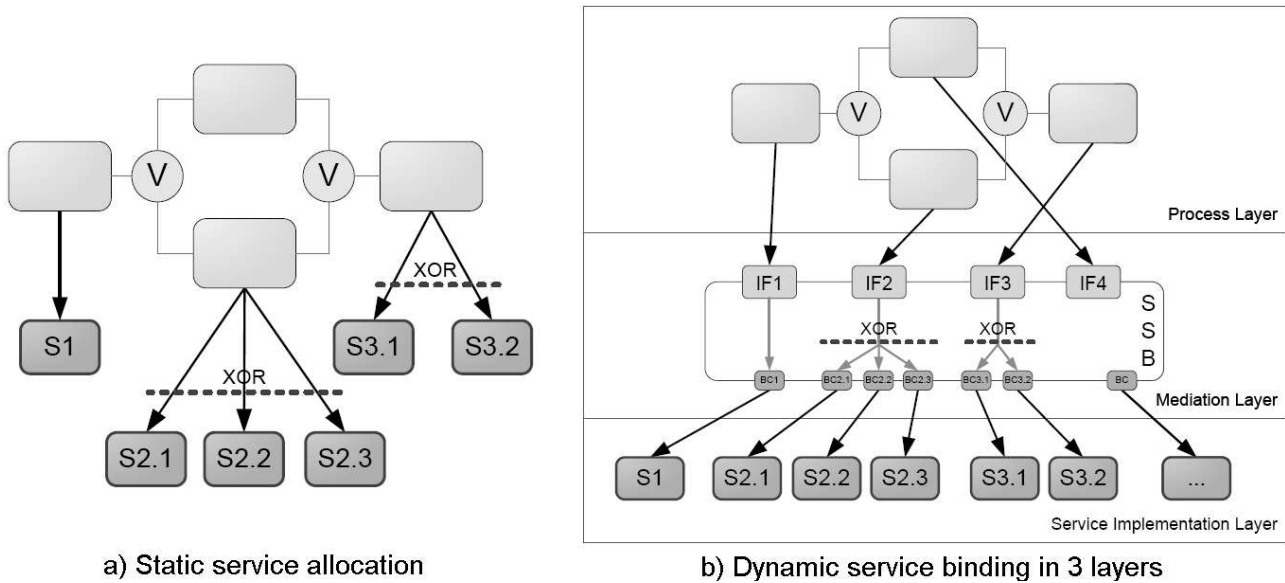 V
V
XOR
S1
S3.1
S3.2
XOR
S2.1
S2.2
S2.3
a) Static service allocation
V
V
Process Layer
IF1
IF2
IF3
IF4
S
S
B
XOR
XOR
BC1
BC2.1
BC2.2
BC2.3
BC3.1
BC3.2
BC
Mediation Layer
S1
S2.1
S2.2
S2.3
S3.1
S3.2
...
Service Implementation Layer
b) Dynamic service binding in 3 layers